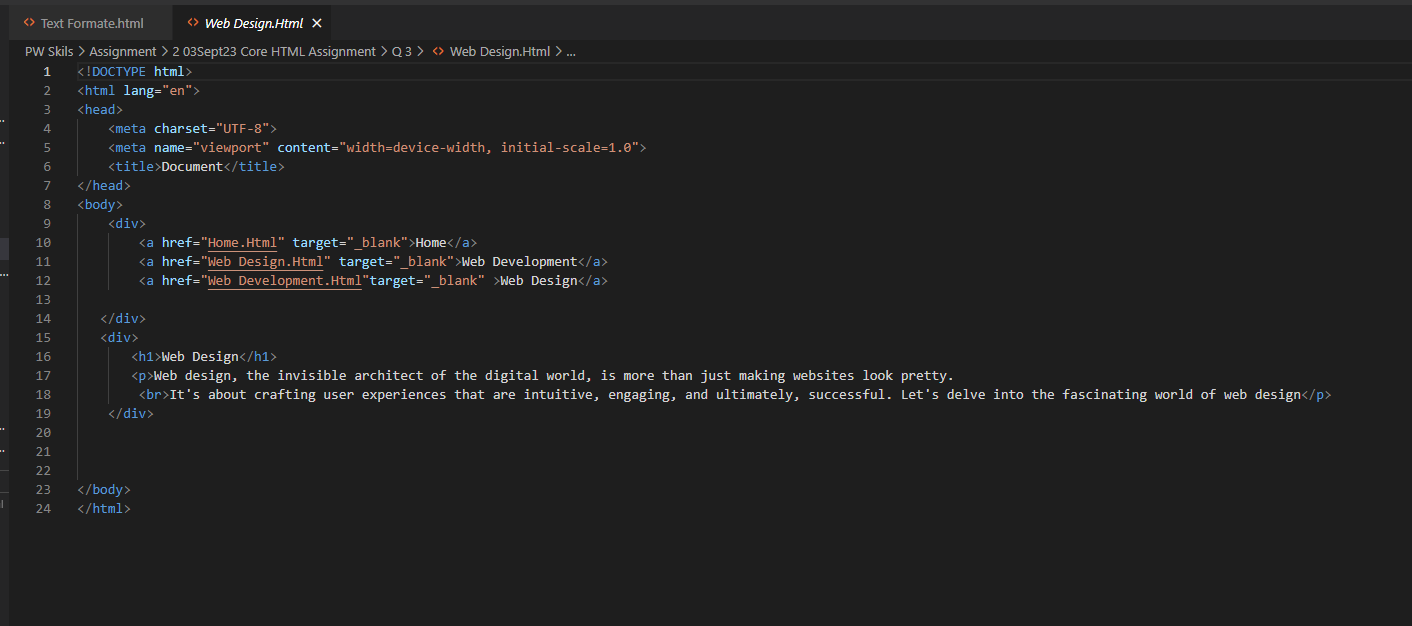 Text Formate.html Web Design.Html
PW Skils > Assignment > 2 03Sept23 Core HTML Assignment > Q 3 > Web Design.Html > ...
1 <!DOCTYPE html>
2 <html lang="en">
3 <head>
4 <meta charset="UTF-8">
5 <meta name="viewport" content="width=device-width, initial-scale=1.0">
6 <title>Document</title>
7 </head>
8 <body>
9 <div>
10 <a href="Home.Html" target="_blank">Home</a>
11 <a href="Web Design.Html" target="_blank">Web Development</a>
12 <a href="Web Development.Html"target="_blank" >Web Design</a>
13
14 </div>
15 <div>
16 <h1>Web Design</h1>
17 <p>Web design, the invisible architect of the digital world, is more than just making websites look pretty.
18 <br>It's about crafting user experiences that are intuitive, engaging, and ultimately, successful. Let's delve into the fascinating world of web design</p>
19 </div>
20
21
22
23 </body>
24 </html>